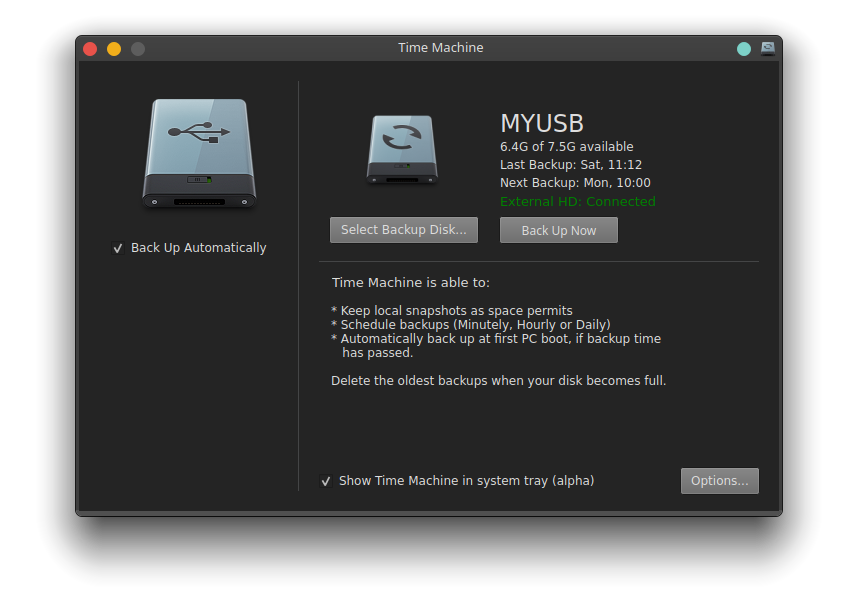 Time Machine
MYUSB
6.4G of 7.5G available
Last Backup: Sat, 11:12
Next Backup: Mon, 10:00
External HD: Connected
Select Backup Disk...
Back Up Now
Back Up Automatically
Time Machine is able to:
* Keep local snapshots as space permits
* Schedule backups (Minutely, Hourly or Daily)
* Automatically back up at first PC boot, if backup time
has passed.
Delete the oldest backups when your disk becomes full.
Show Time Machine in system tray (alpha)
Options...